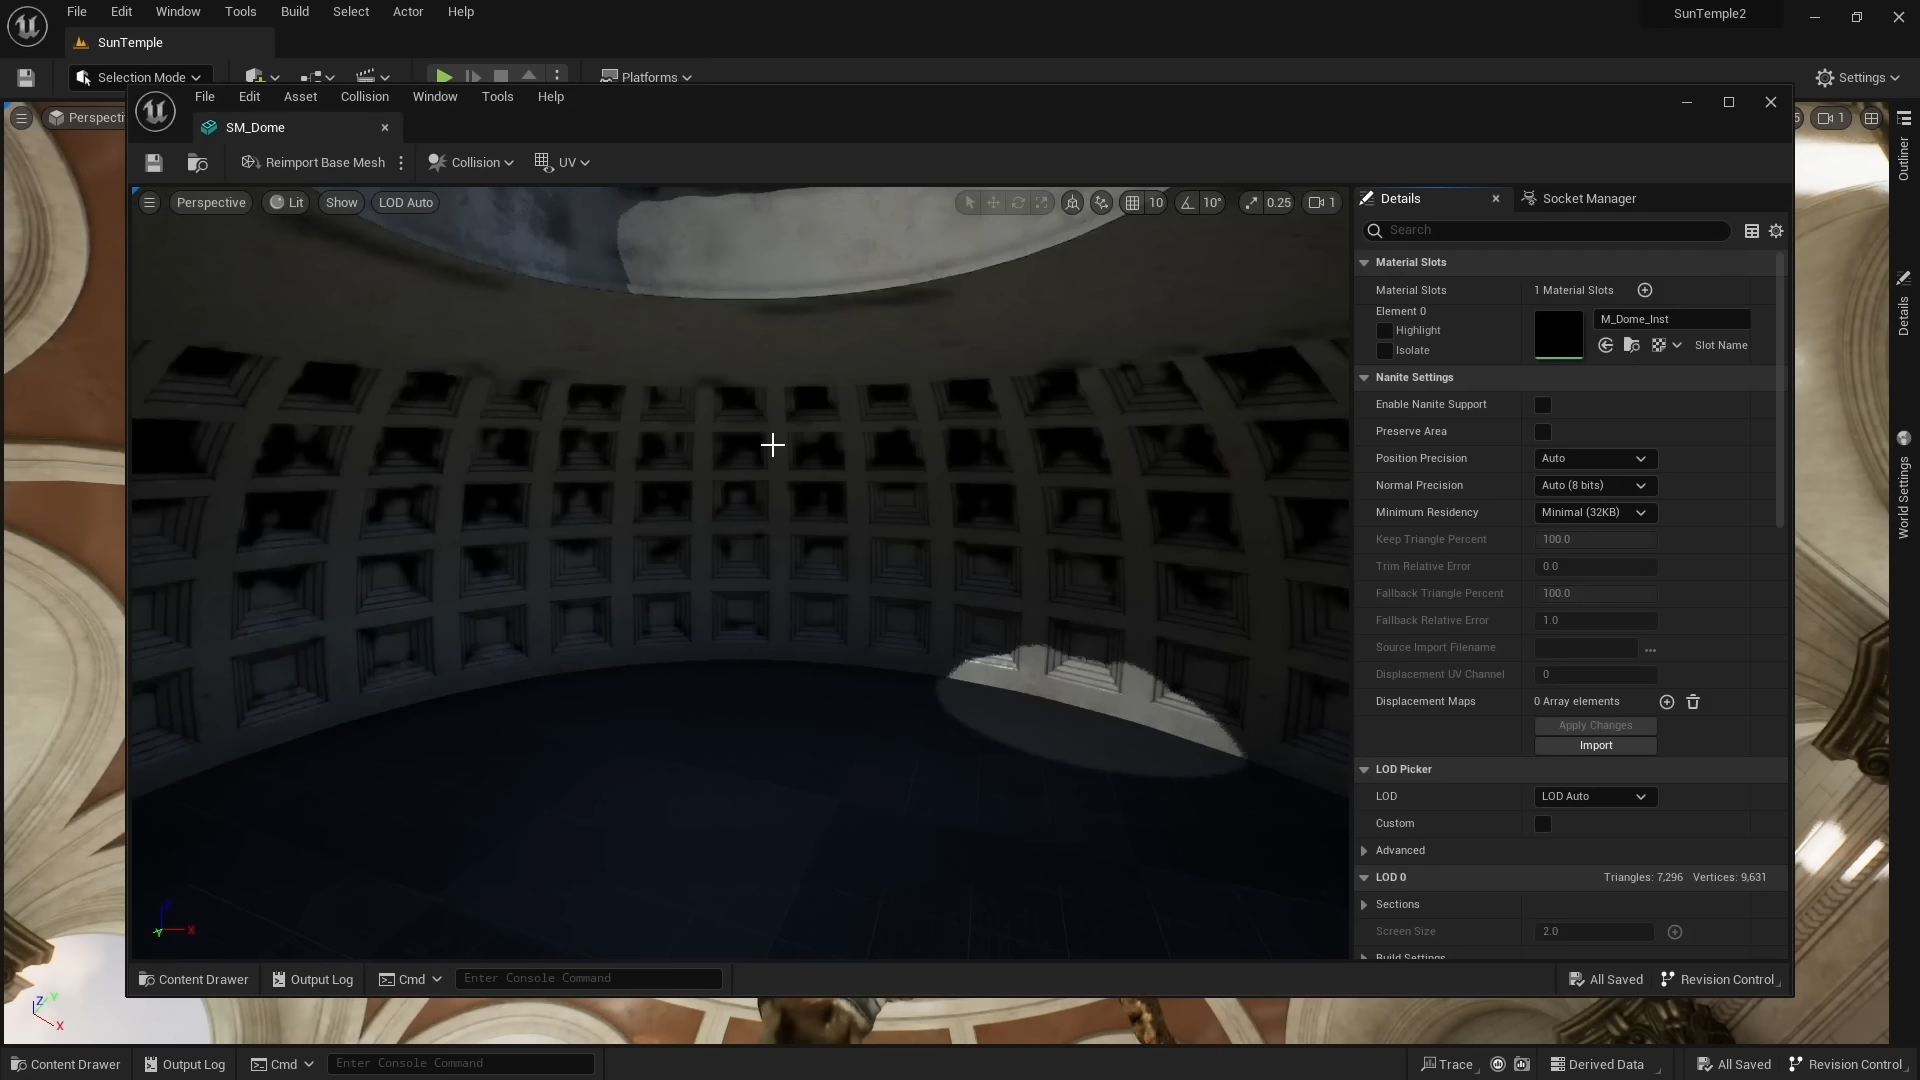 File Edit Window Tools Build Select Actor Help
SunTemple2
SunTemple
Selection Mode
Platforms
Settings
File Edit Asset Collision Window Tools Help
Perspecti
5
1
SM_Dome
Reimport Base Mesh
Collision
UV
Perspective
Lit
Show
LOD Auto
10
10°
0.25
1
Details
Socket Manager
Search
Material Slots
Material Slots 1 Material Slots
Element 0
Highlight
Isolate
M_Dome_Inst
Slot Name
Nanite Settings
Enable Nanite Support
Preserve Area
Position Precision Auto
Normal Precision Auto (8 bits)
Minimum Residency Minimal (32KB)
Keep Triangle Percent 100.0
Trim Relative Error 0.0
Fallback Triangle Percent 100.0
Fallback Relative Error 1.0
Source Import Filename
Displacement UV Channel 0
Displacement Maps 0 Array elements
Apply Changes
Import
LOD Picker
LOD LOD Auto
Custom
Advanced
LOD 0 Triangles: 7,296 Vertices: 9,631
Sections
Screen Size 2.0
Build Settings
Outliner
Details
World Settings
X
Y
Content Drawer
Output Log
Cmd
Enter Console Command
All Saved
Revision Control
Z
Y
X
Content Drawer
Output Log
Cmd
Enter Console Command
Trace
Derived Data
All Saved
Revision Control